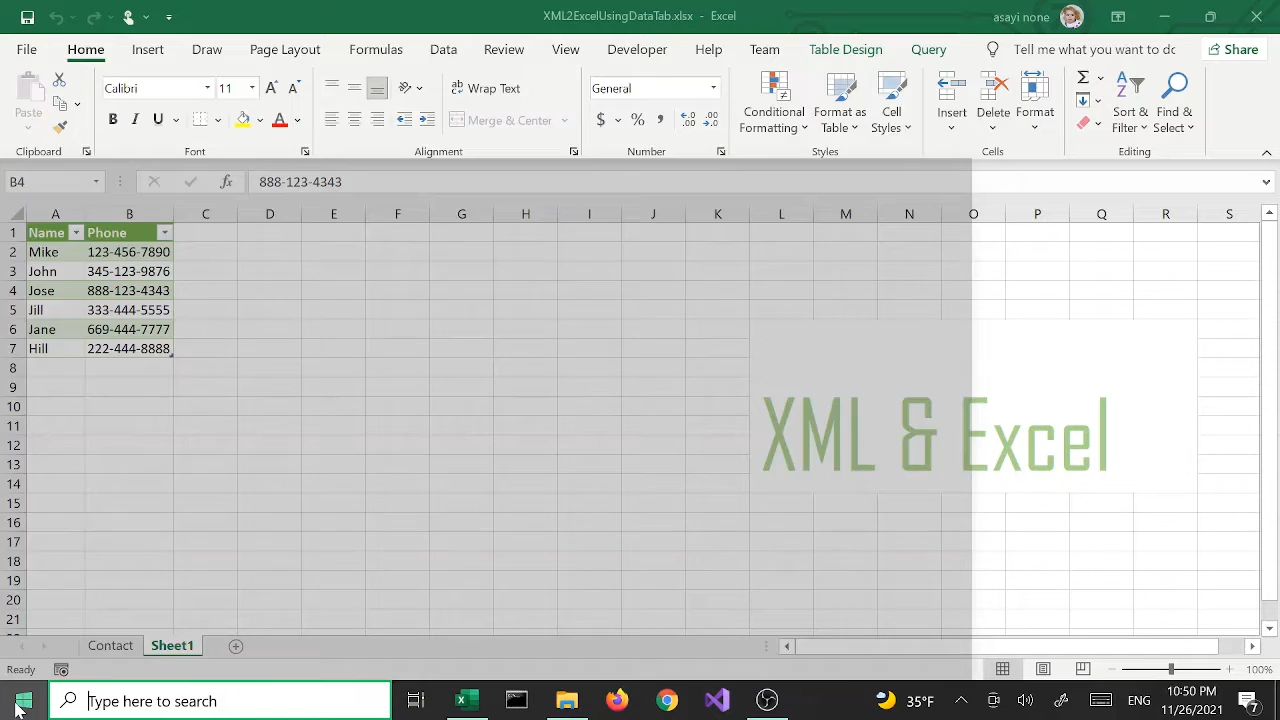 XML2ExcelUsingDataTab.xlsx - Excel
asayi none
File Home Insert Draw Page Layout Formulas Data Review View Developer Help Team Table Design Query Tell me what you want to dc Share
Paste
Calibri 11
B I U A
Wrap Text
Merge & Center
General
$ % ,
Conditional Formatting
Format as Table
Cell Styles
Insert
Delete
Format
Sort & Filter
Find & Select
Clipboard Font Alignment Number Styles Cells Editing
B4 fx 888-123-4343
A B C D E F G H I J K L M N O P Q R S
1 Name Phone
2 Mike 123-456-7890
3 John 345-123-9876
4 Jose 888-123-4343
5 Jill 333-444-5555
6 Jane 669-444-7777
7 Hill 222-444-8888
8
9
10
11
12
13
14
15
16
17
18
19
20
21
XML & Excel
Contact Sheet1
Ready 100%
Type here to search
35°F
ENG
10:50 PM
11/26/2021
7